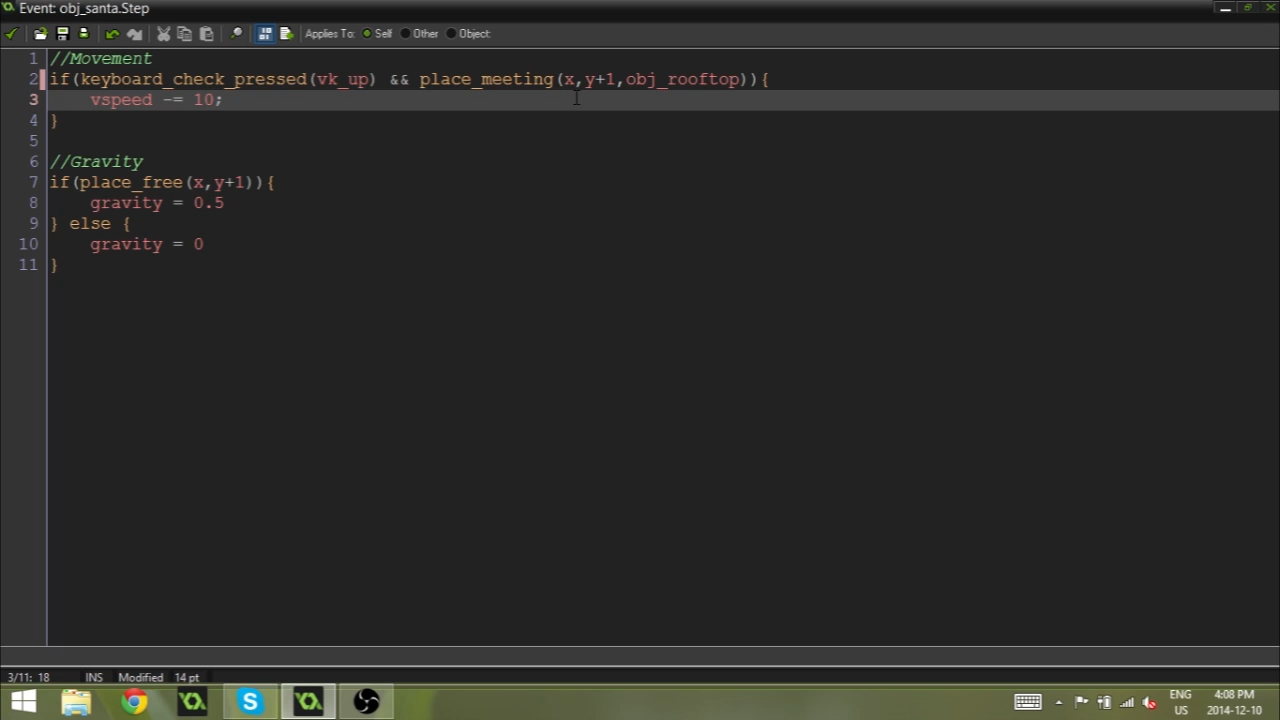 Event: obj_santa.Step
Applies To: Self Other Object:
1 //Movement
2 if(keyboard_check_pressed(vk_up) && place_meeting(x,y+1,obj_rooftop)){
3 vspeed -= 10;
4 }
5
6 //Gravity
7 if(place_free(x,y+1)){
8 gravity = 0.5
9 } else {
10 gravity = 0
11 }
3/11: 18 INS Modified 14 pt
ENG 4:08 PM
US 2014-12-10